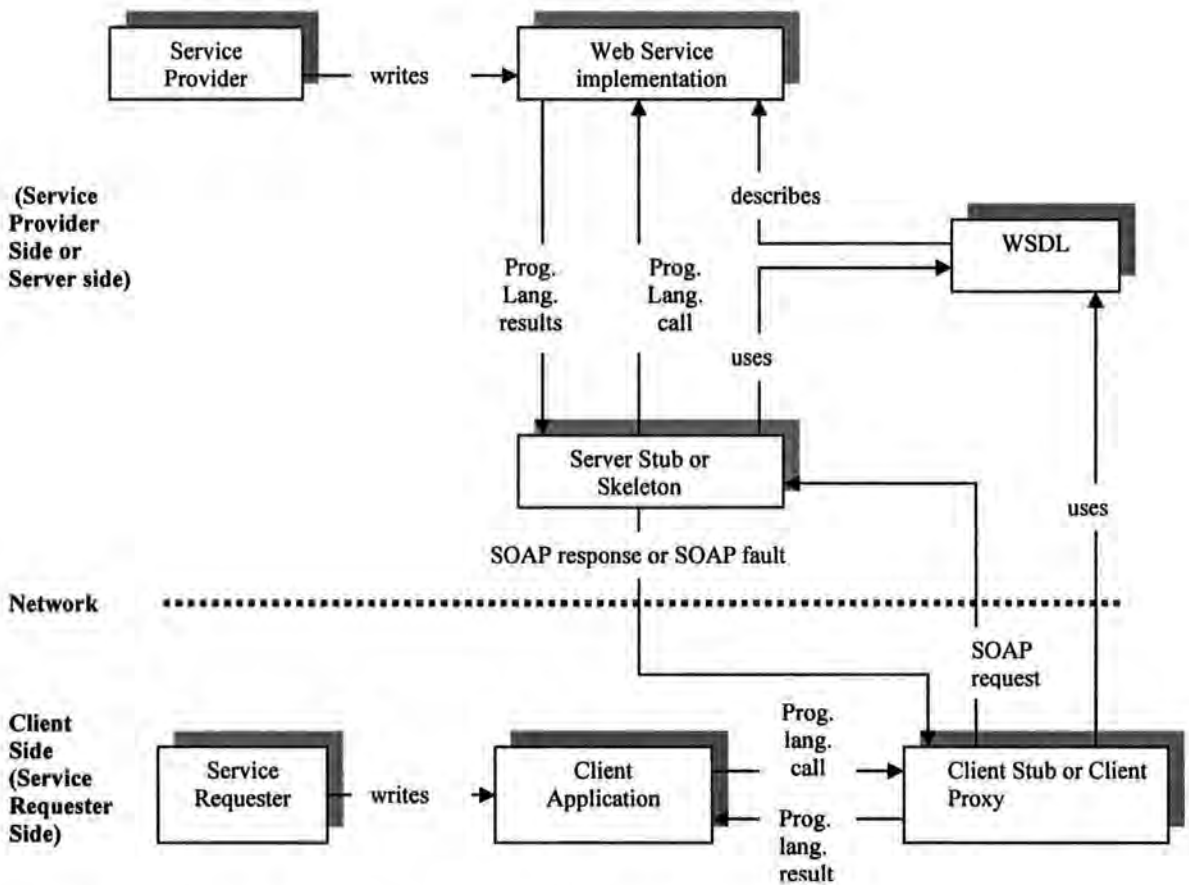 Service
Provider
writes
Web Service
implementation
(Service
Provider
Side or
Server side)
describes
WSDL
Prog.
Lang.
results
Prog.
Lang.
call
uses
Server Stub or
Skeleton
uses
SOAP response or SOAP fault
Network
SOAP
request
Client
Side
(Service
Requester
Side)
Service
Requester
writes
Client
Application
Prog.
lang.
call
Prog.
lang.
result
Client Stub or Client
Proxy